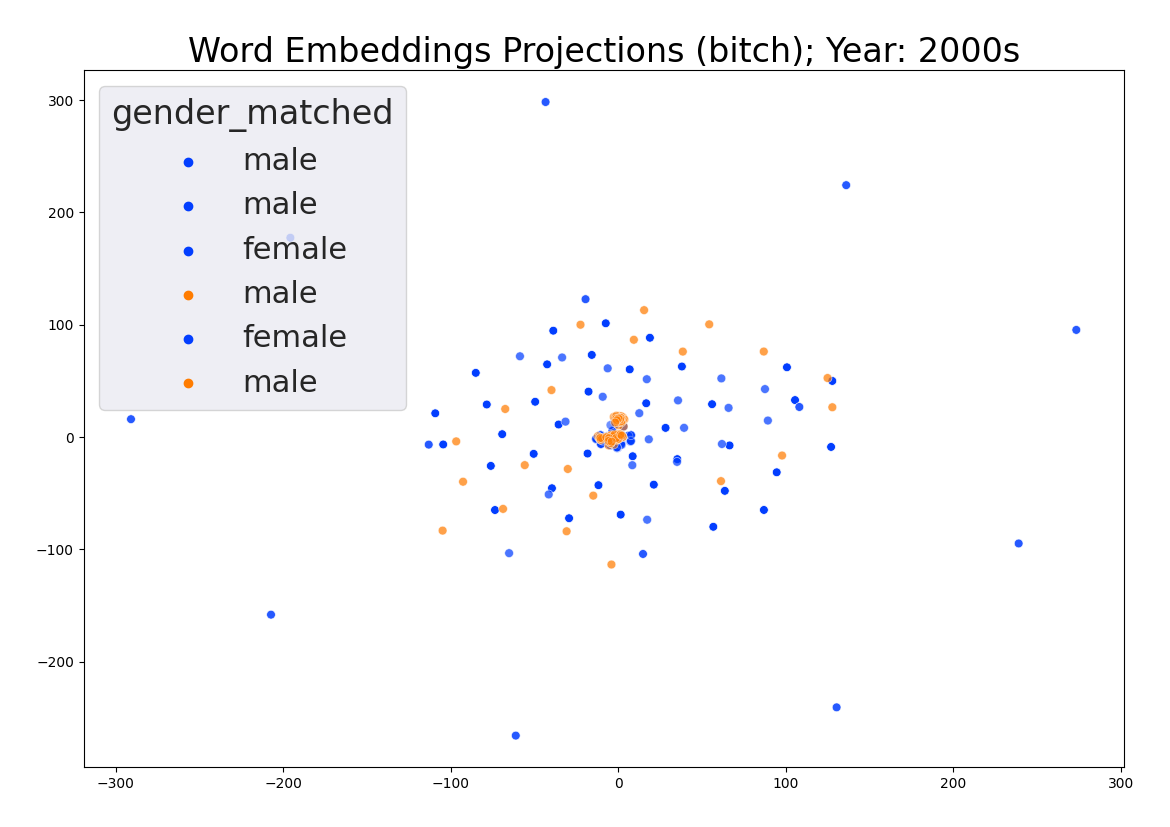 Word Embeddings Projections (bitch); Year: 2000s
gender_matched
male
male
female
male
female
male
300
200
100
0
−100
−200
−300 −200 −100 0 100 200 300